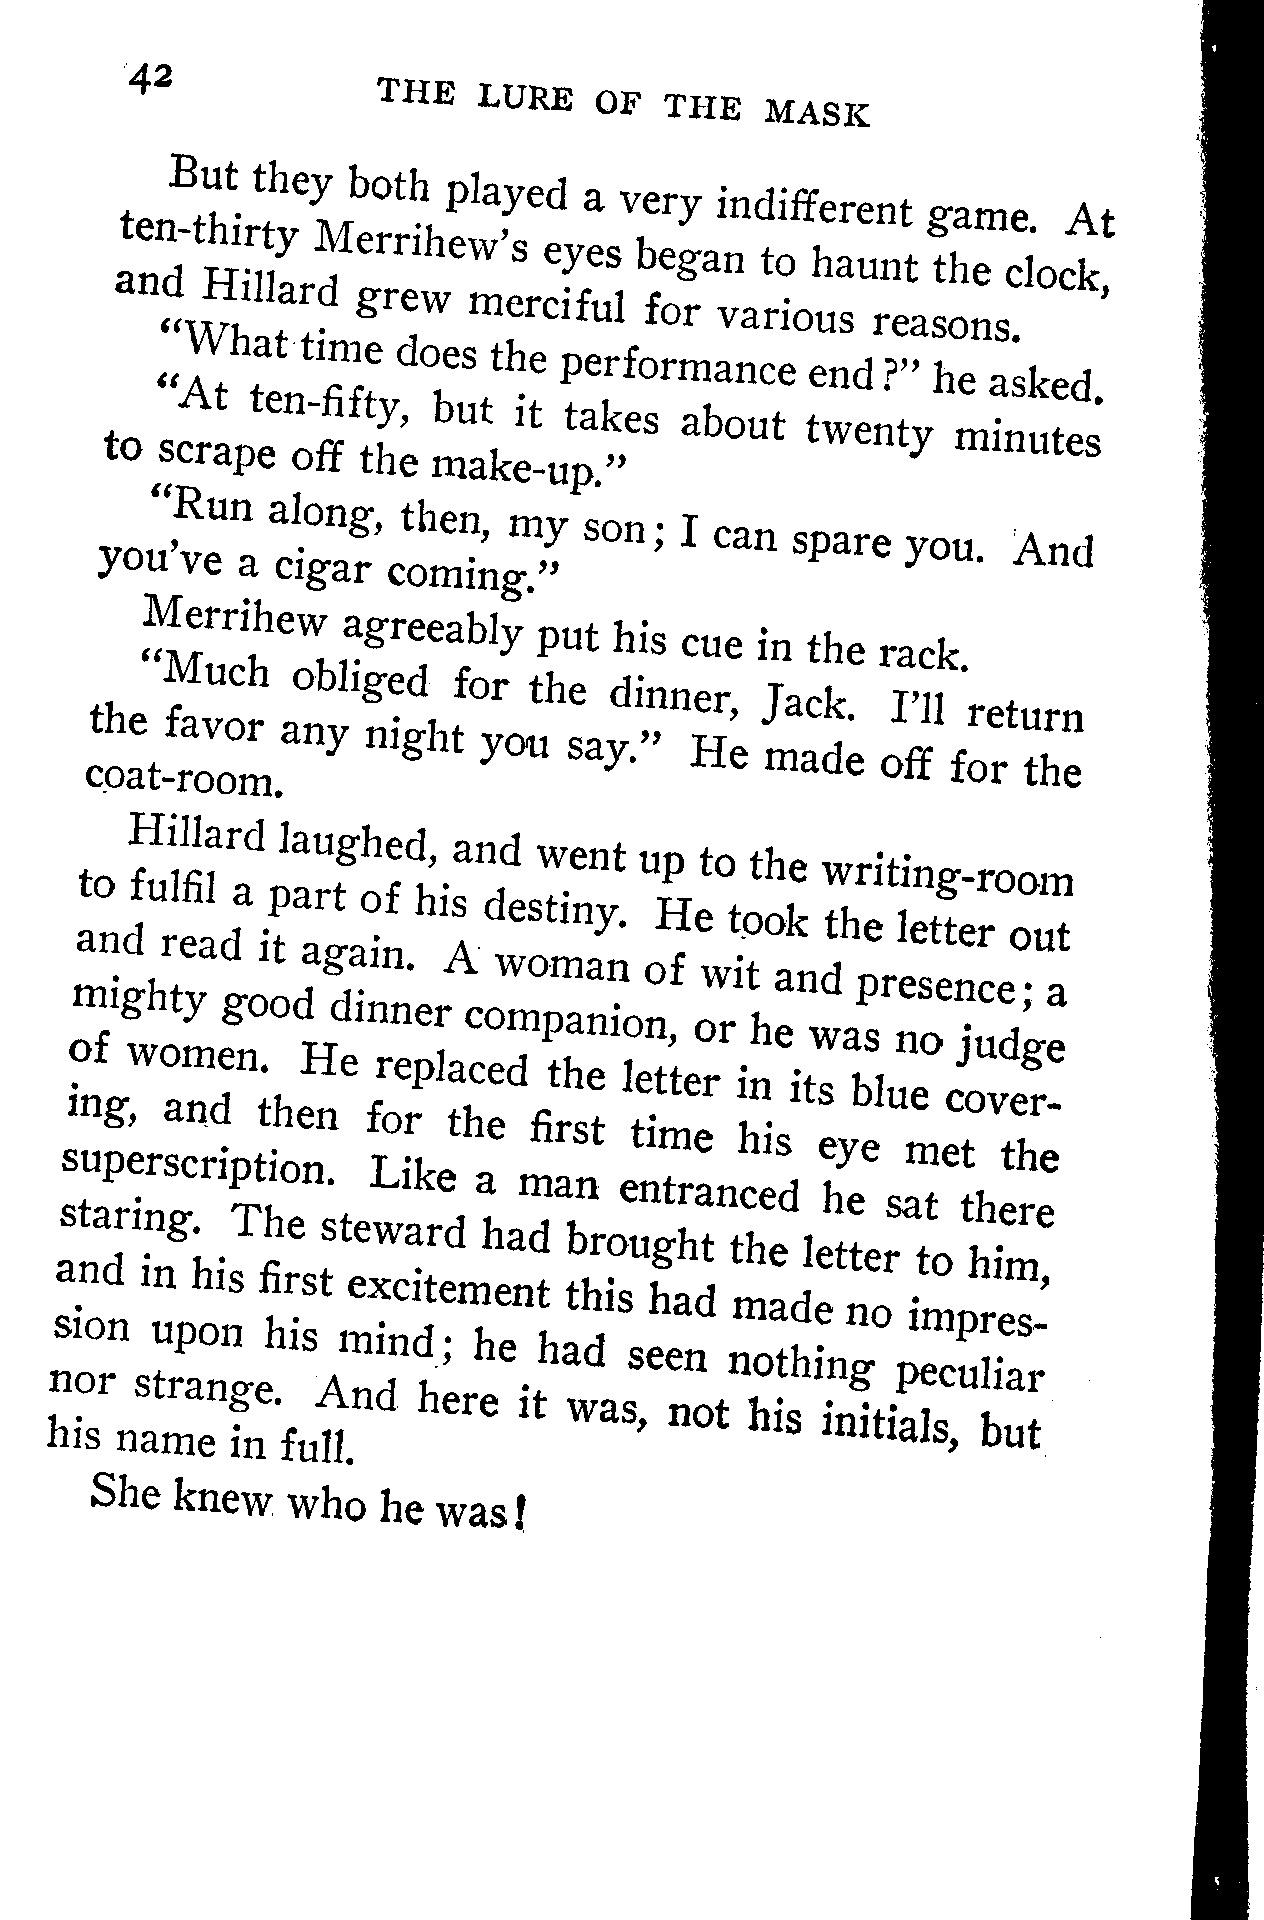 42
THE LURE OF THE MASK
But they both played a very indifferent game. At
ten-thirty Merrihew's eyes began to haunt the clock,
and Hillard grew merciful for various reasons.
"What time does the performance end?" he asked.
"At ten-fifty, but it takes about twenty minutes
to scrape off the make-up."
"Run along, then, my son; I can spare you. And
you've a cigar coming."
Merrihew agreeably put his cue in the rack.
"Much obliged for the dinner, Jack. I'll return
the favor any night you say." He made off for the
coat-room.
Hillard laughed, and went up to the writing-room
to fulfil a part of his destiny. He took the letter out
and read it again. A woman of wit and presence; a
mighty good dinner companion, or he was no judge
of women. He replaced the letter in its blue cover-
ing, and then for the first time his eye met the
superscription. Like a man entranced he sat there
staring. The steward had brought the letter to him,
and in his first excitement this had made no impres-
sion upon his mind; he had seen nothing peculiar
nor strange. And here it was, not his initials, but
his name in full.
She knew who he was!